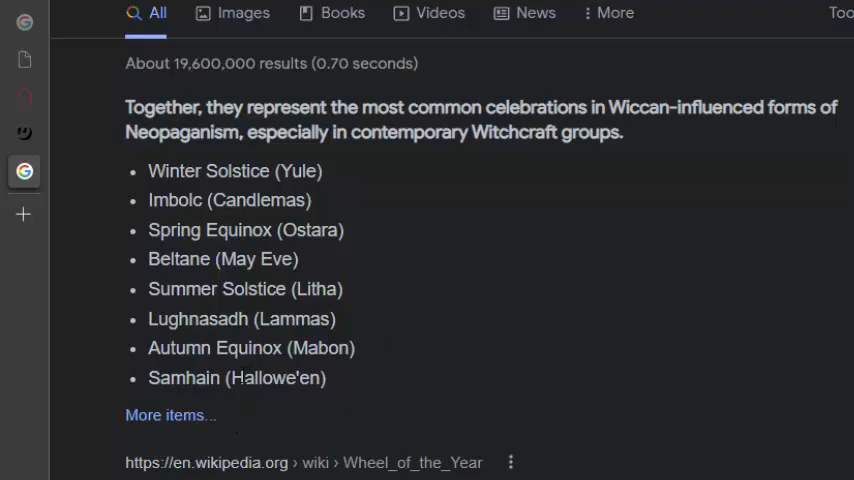 All Images Books Videos News More Too
About 19,600,000 results (0.70 seconds)
Together, they represent the most common celebrations in Wiccan-influenced forms of
Neopaganism, especially in contemporary Witchcraft groups.
Winter Solstice (Yule)
Imbolc (Candlemas)
Spring Equinox (Ostara)
Beltane (May Eve)
Summer Solstice (Litha)
Lughnasadh (Lammas)
Autumn Equinox (Mabon)
Samhain (Hallowe'en)
More items...
https://en.wikipedia.org › wiki › Wheel_of_the_Year